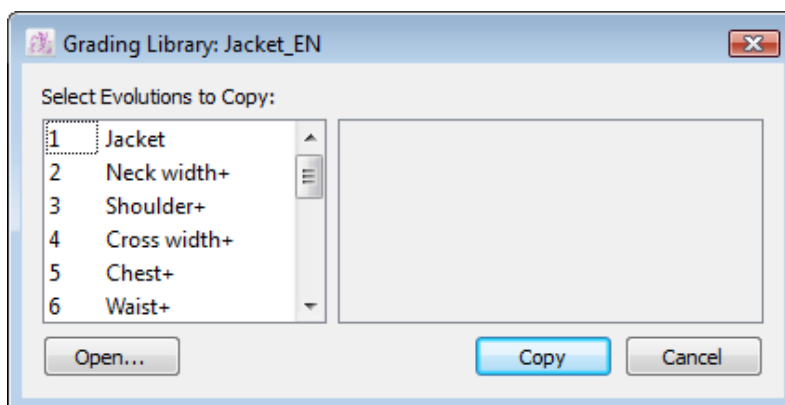 Grading Library: Jacket_EN
Select Evolutions to Copy:
1 Jacket
2 Neck width+
3 Shoulder+
4 Cross width+
5 Chest+
6 Waist+
Open... Copy Cancel